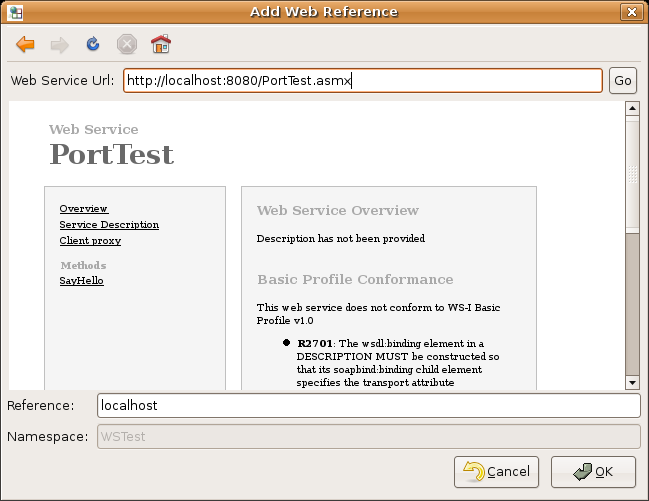 Add Web Reference
Web Service Url: http://localhost:8080/PortTest.asmx Go
Web Service
PortTest
Overview
Service Description
Client proxy
Methods
SayHello
Web Service Overview
Description has not been provided
Basic Profile Conformance
This web service does not conform to WS-I Basic
Profile v1.0
R2701: The wsdl:binding element in a
DESCRIPTION MUST be constructed so
that its soapbind:binding child element
specifies the transport attribute
Reference: localhost
Namespace: WSTest
Cancel OK